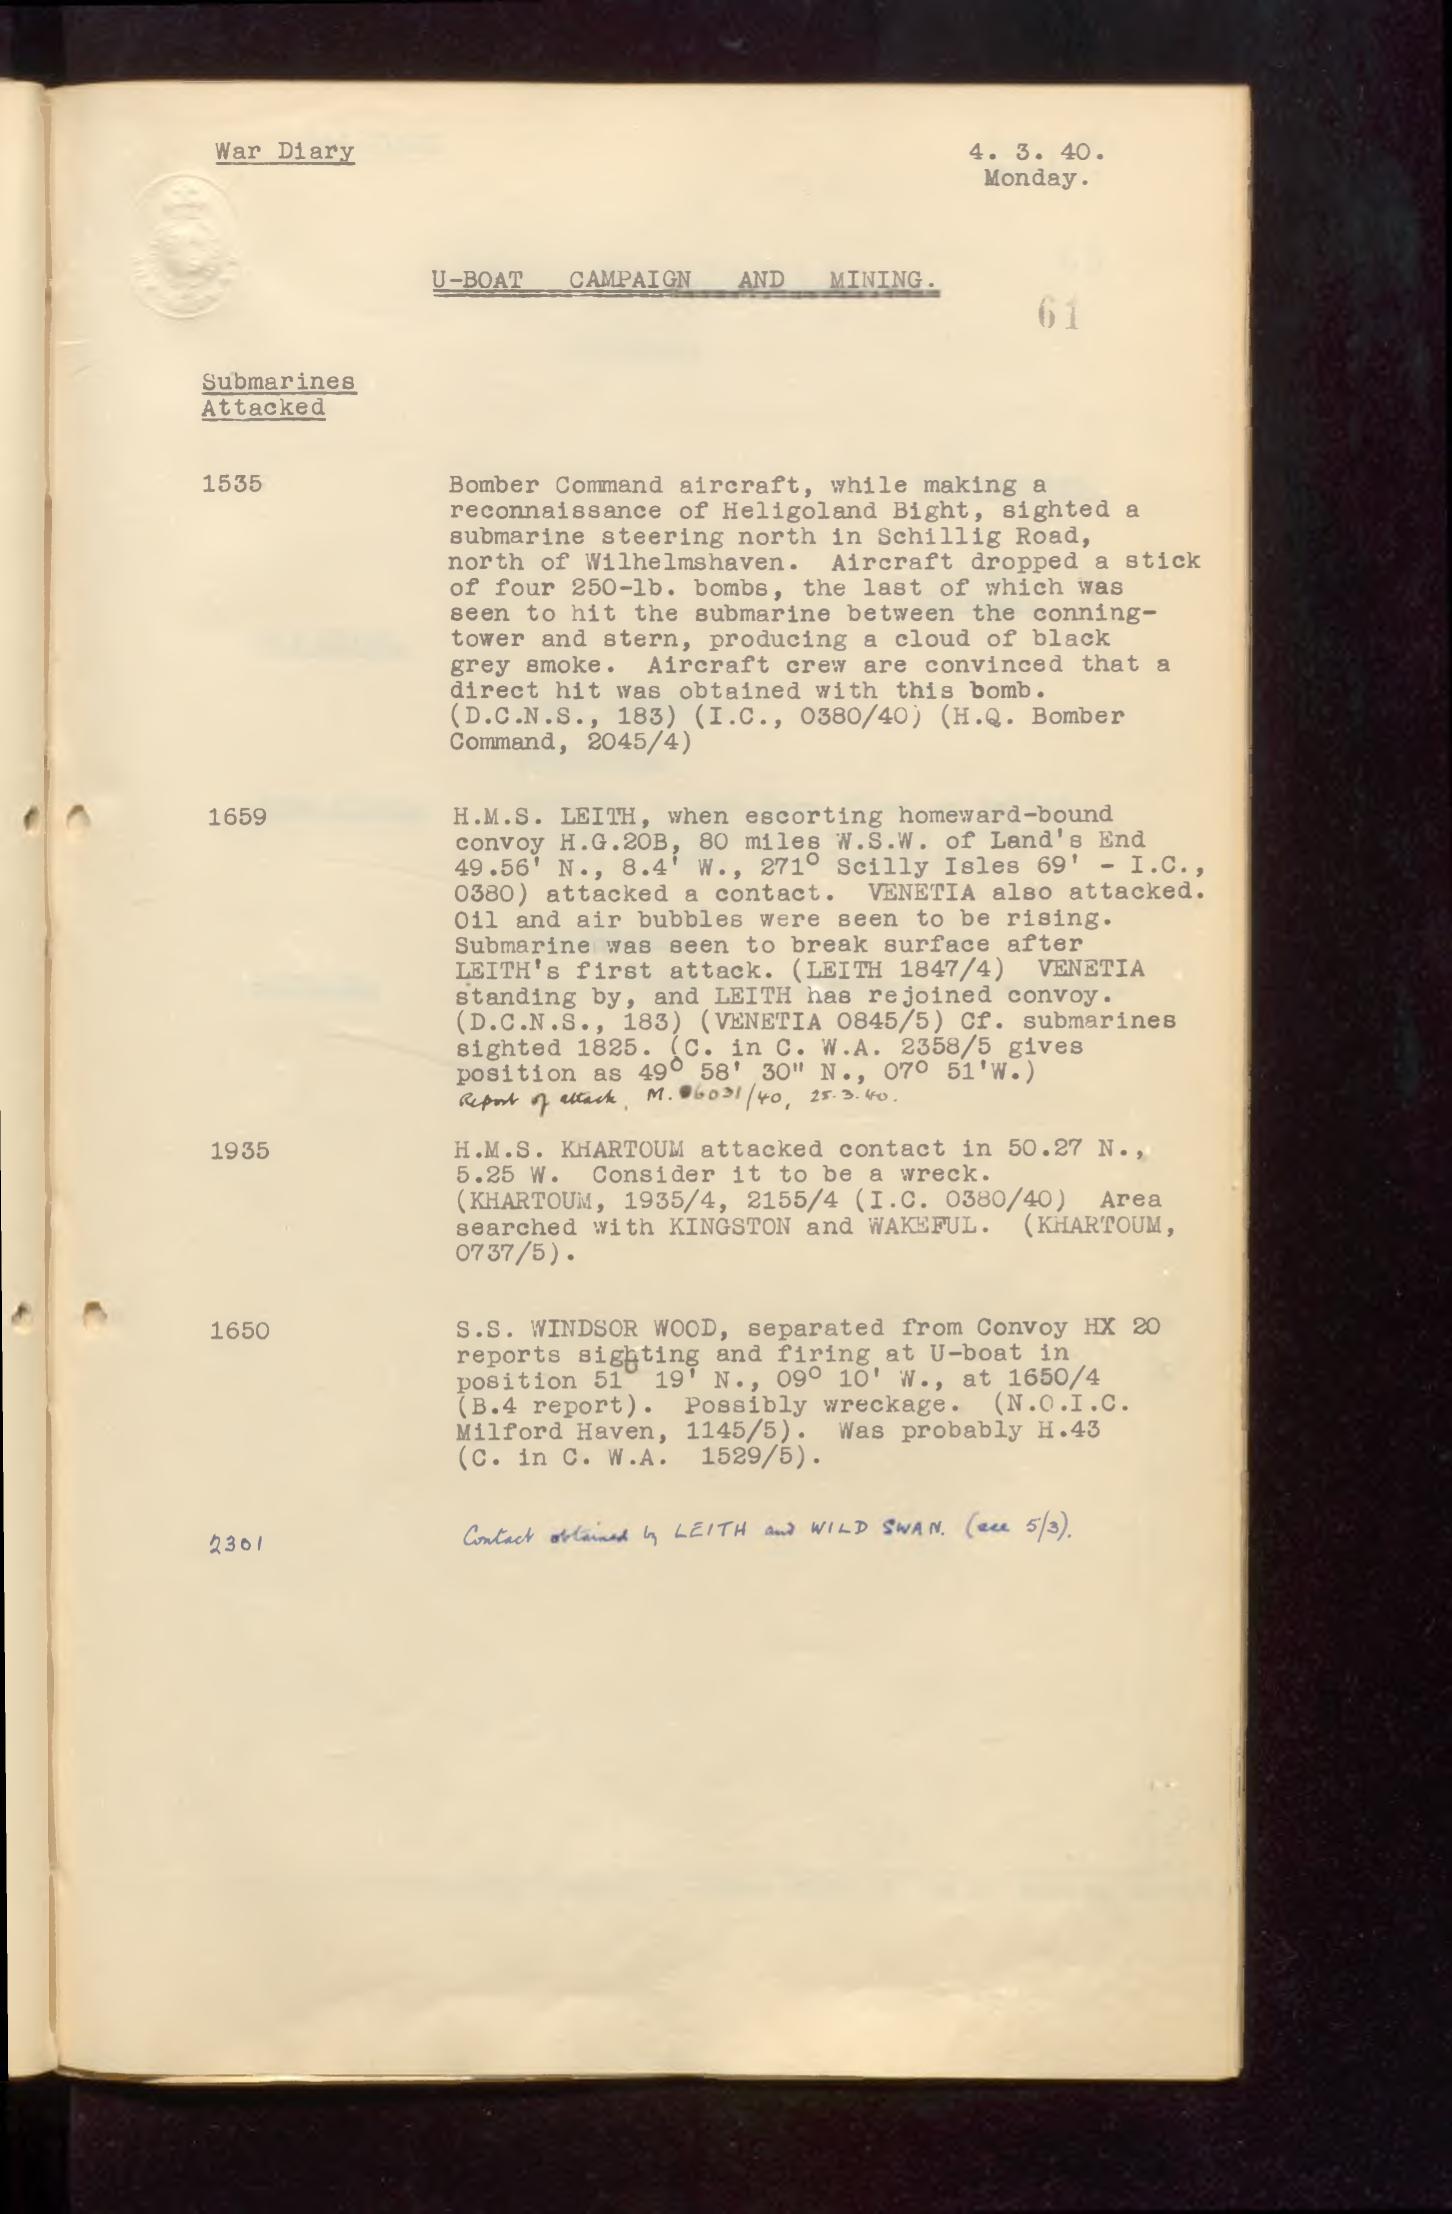 War Diary
4. 3. 40.
Monday.
U-BOAT CAMPAIGN AND MINING.
61
Submarines
Attacked
1535
Bomber Command aircraft, while making a
reconnaissance of Heligoland Bight, sighted a
submarine steering north in Schillig Road,
north of Wilhelmshaven. Aircraft dropped a stick
of four 250-lb. bombs, the last of which was
seen to hit the submarine between the conning-
tower and stern, producing a cloud of black
grey smoke. Aircraft crew are convinced that a
direct hit was obtained with this bomb.
(D.C.N.S., 183) (I.C., 0380/40) (H.Q. Bomber
Command, 2045/4)
1659
H.M.S. LEITH, when escorting homeward-bound
convoy H.G.20B, 80 miles W.S.W. of Land's End
49.56' N., 8.4' W., 271° Scilly Isles 69' - I.C.,
0380) attacked a contact. VENETIA also attacked.
Oil and air bubbles were seen to be rising.
Submarine was seen to break surface after
LEITH's first attack. (LEITH 1847/4) VENETIA
standing by, and LEITH has rejoined convoy.
(D.C.N.S., 183) (VENETIA 0845/5) Cf. submarines
sighted 1825. (C. in C. W.A. 2358/5 gives
position as 49° 58' 30" N., 07° 51'W.)
Report of attack, M. 06031/40, 25.3.40.
1935
H.M.S. KHARTOUM attacked contact in 50.27 N.,
5.25 W. Consider it to be a wreck.
(KHARTOUM, 1935/4, 2155/4 (I.C. 0380/40) Area
searched with KINGSTON and WAKEFUL. (KHARTOUM,
0737/5).
1650
S.S. WINDSOR WOOD, separated from Convoy HX 20
reports sighting and firing at U-boat in
position 51° 19' N., 09° 10' W., at 1650/4
(B.4 report). Possibly wreckage. (N.O.I.C.
Milford Haven, 1145/5). Was probably H.43
(C. in C. W.A. 1529/5).
2301
Contact obtained by LEITH and WILD SWAN. (see 5/3).